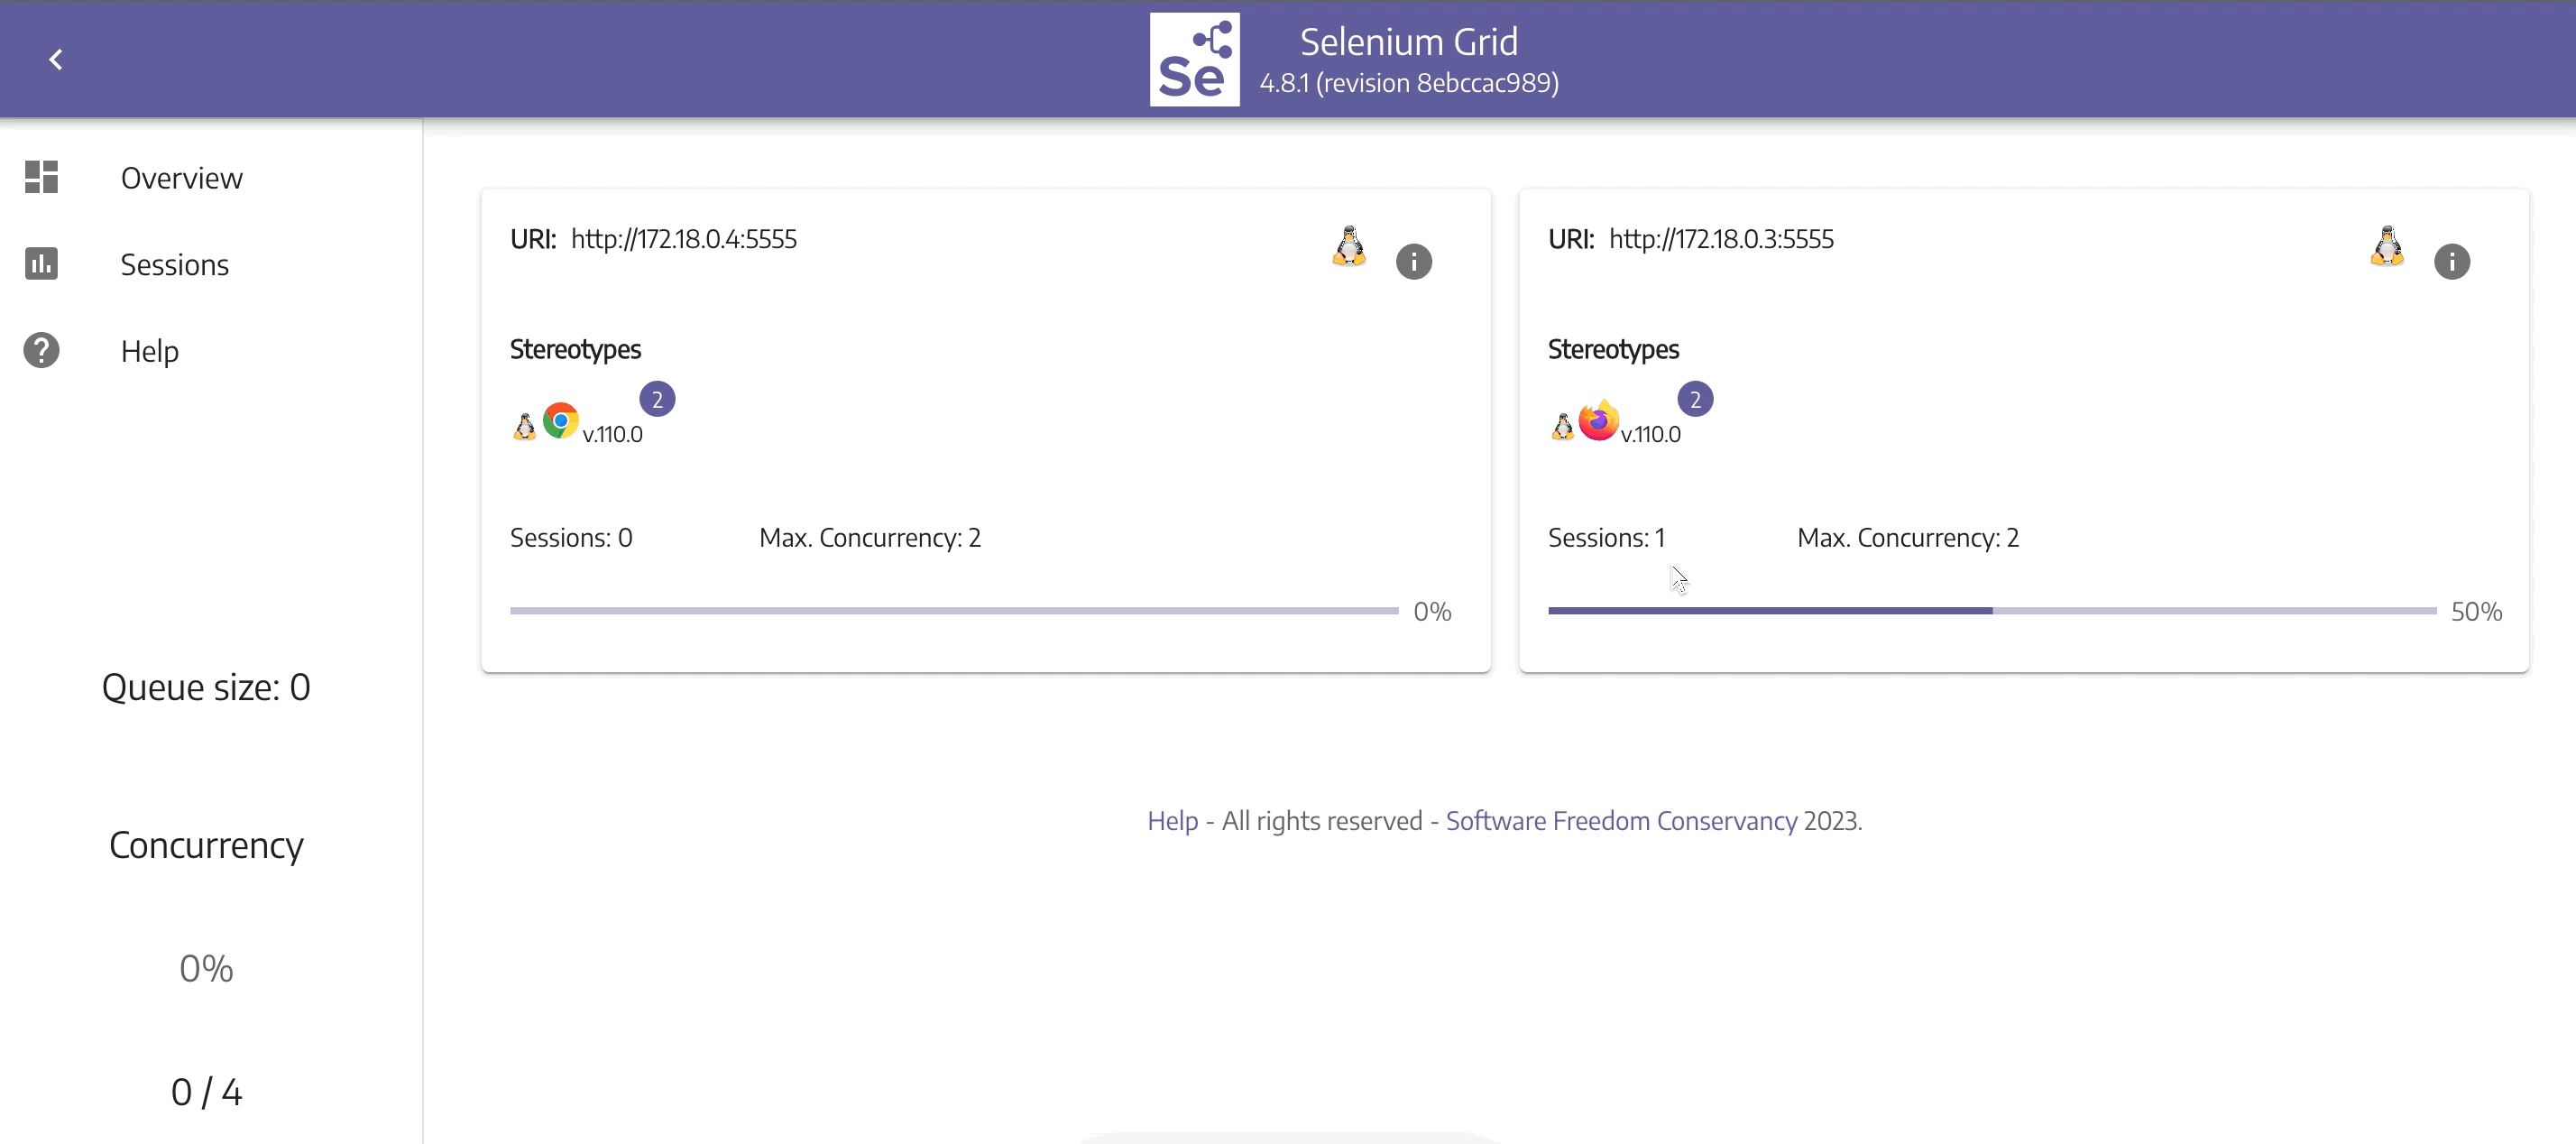 Se
Selenium Grid
4.8.1 (revision 8ebccac989)
Overview
Sessions
Help
Queue size: 0
Concurrency
0%
0 / 4
URI: http://172.18.0.4:5555
Stereotypes
v.110.0
2
Sessions: 0
Max. Concurrency: 2
0%
URI: http://172.18.0.3:5555
Stereotypes
v.110.0
2
Sessions: 1
Max. Concurrency: 2
50%
Help - All rights reserved - Software Freedom Conservancy 2023.